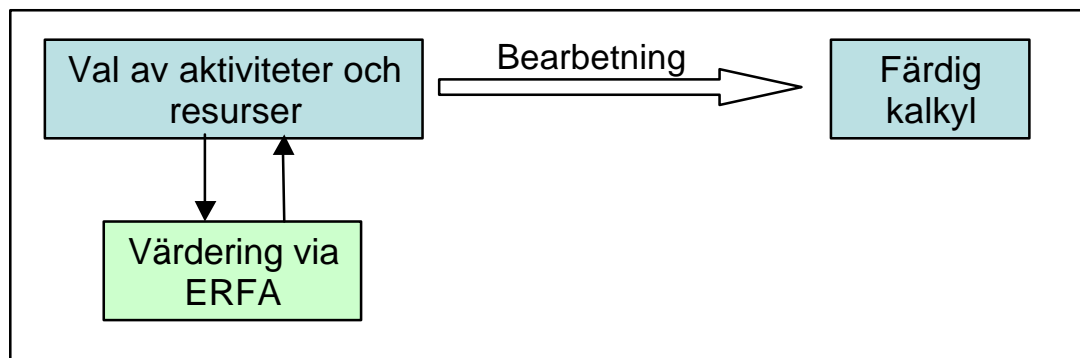 Val av aktiviteter och
resurser
Bearbetning
Färdig
kalkyl
Värdering via
ERFA